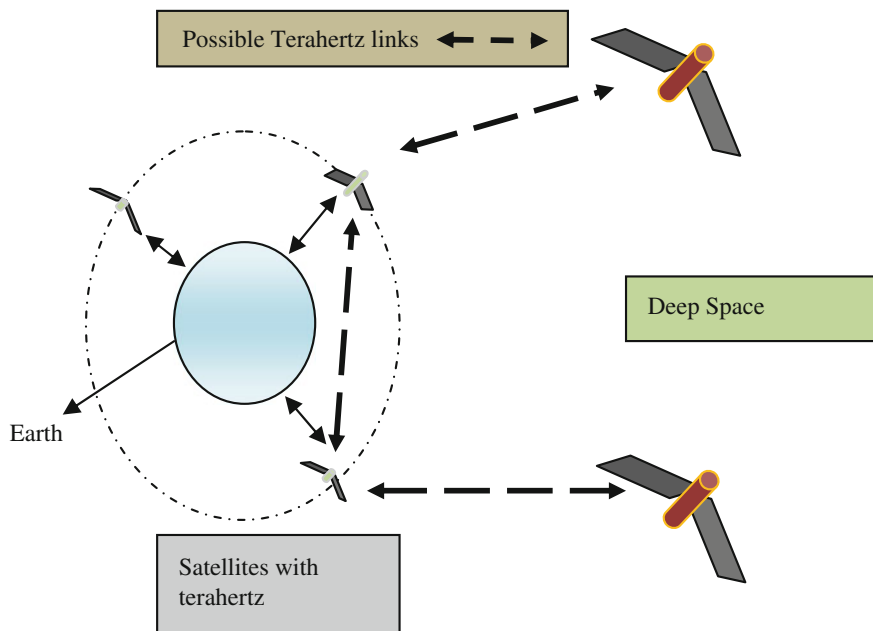 Possible Terahertz links
Deep Space
Earth
Satellites with
terahertz